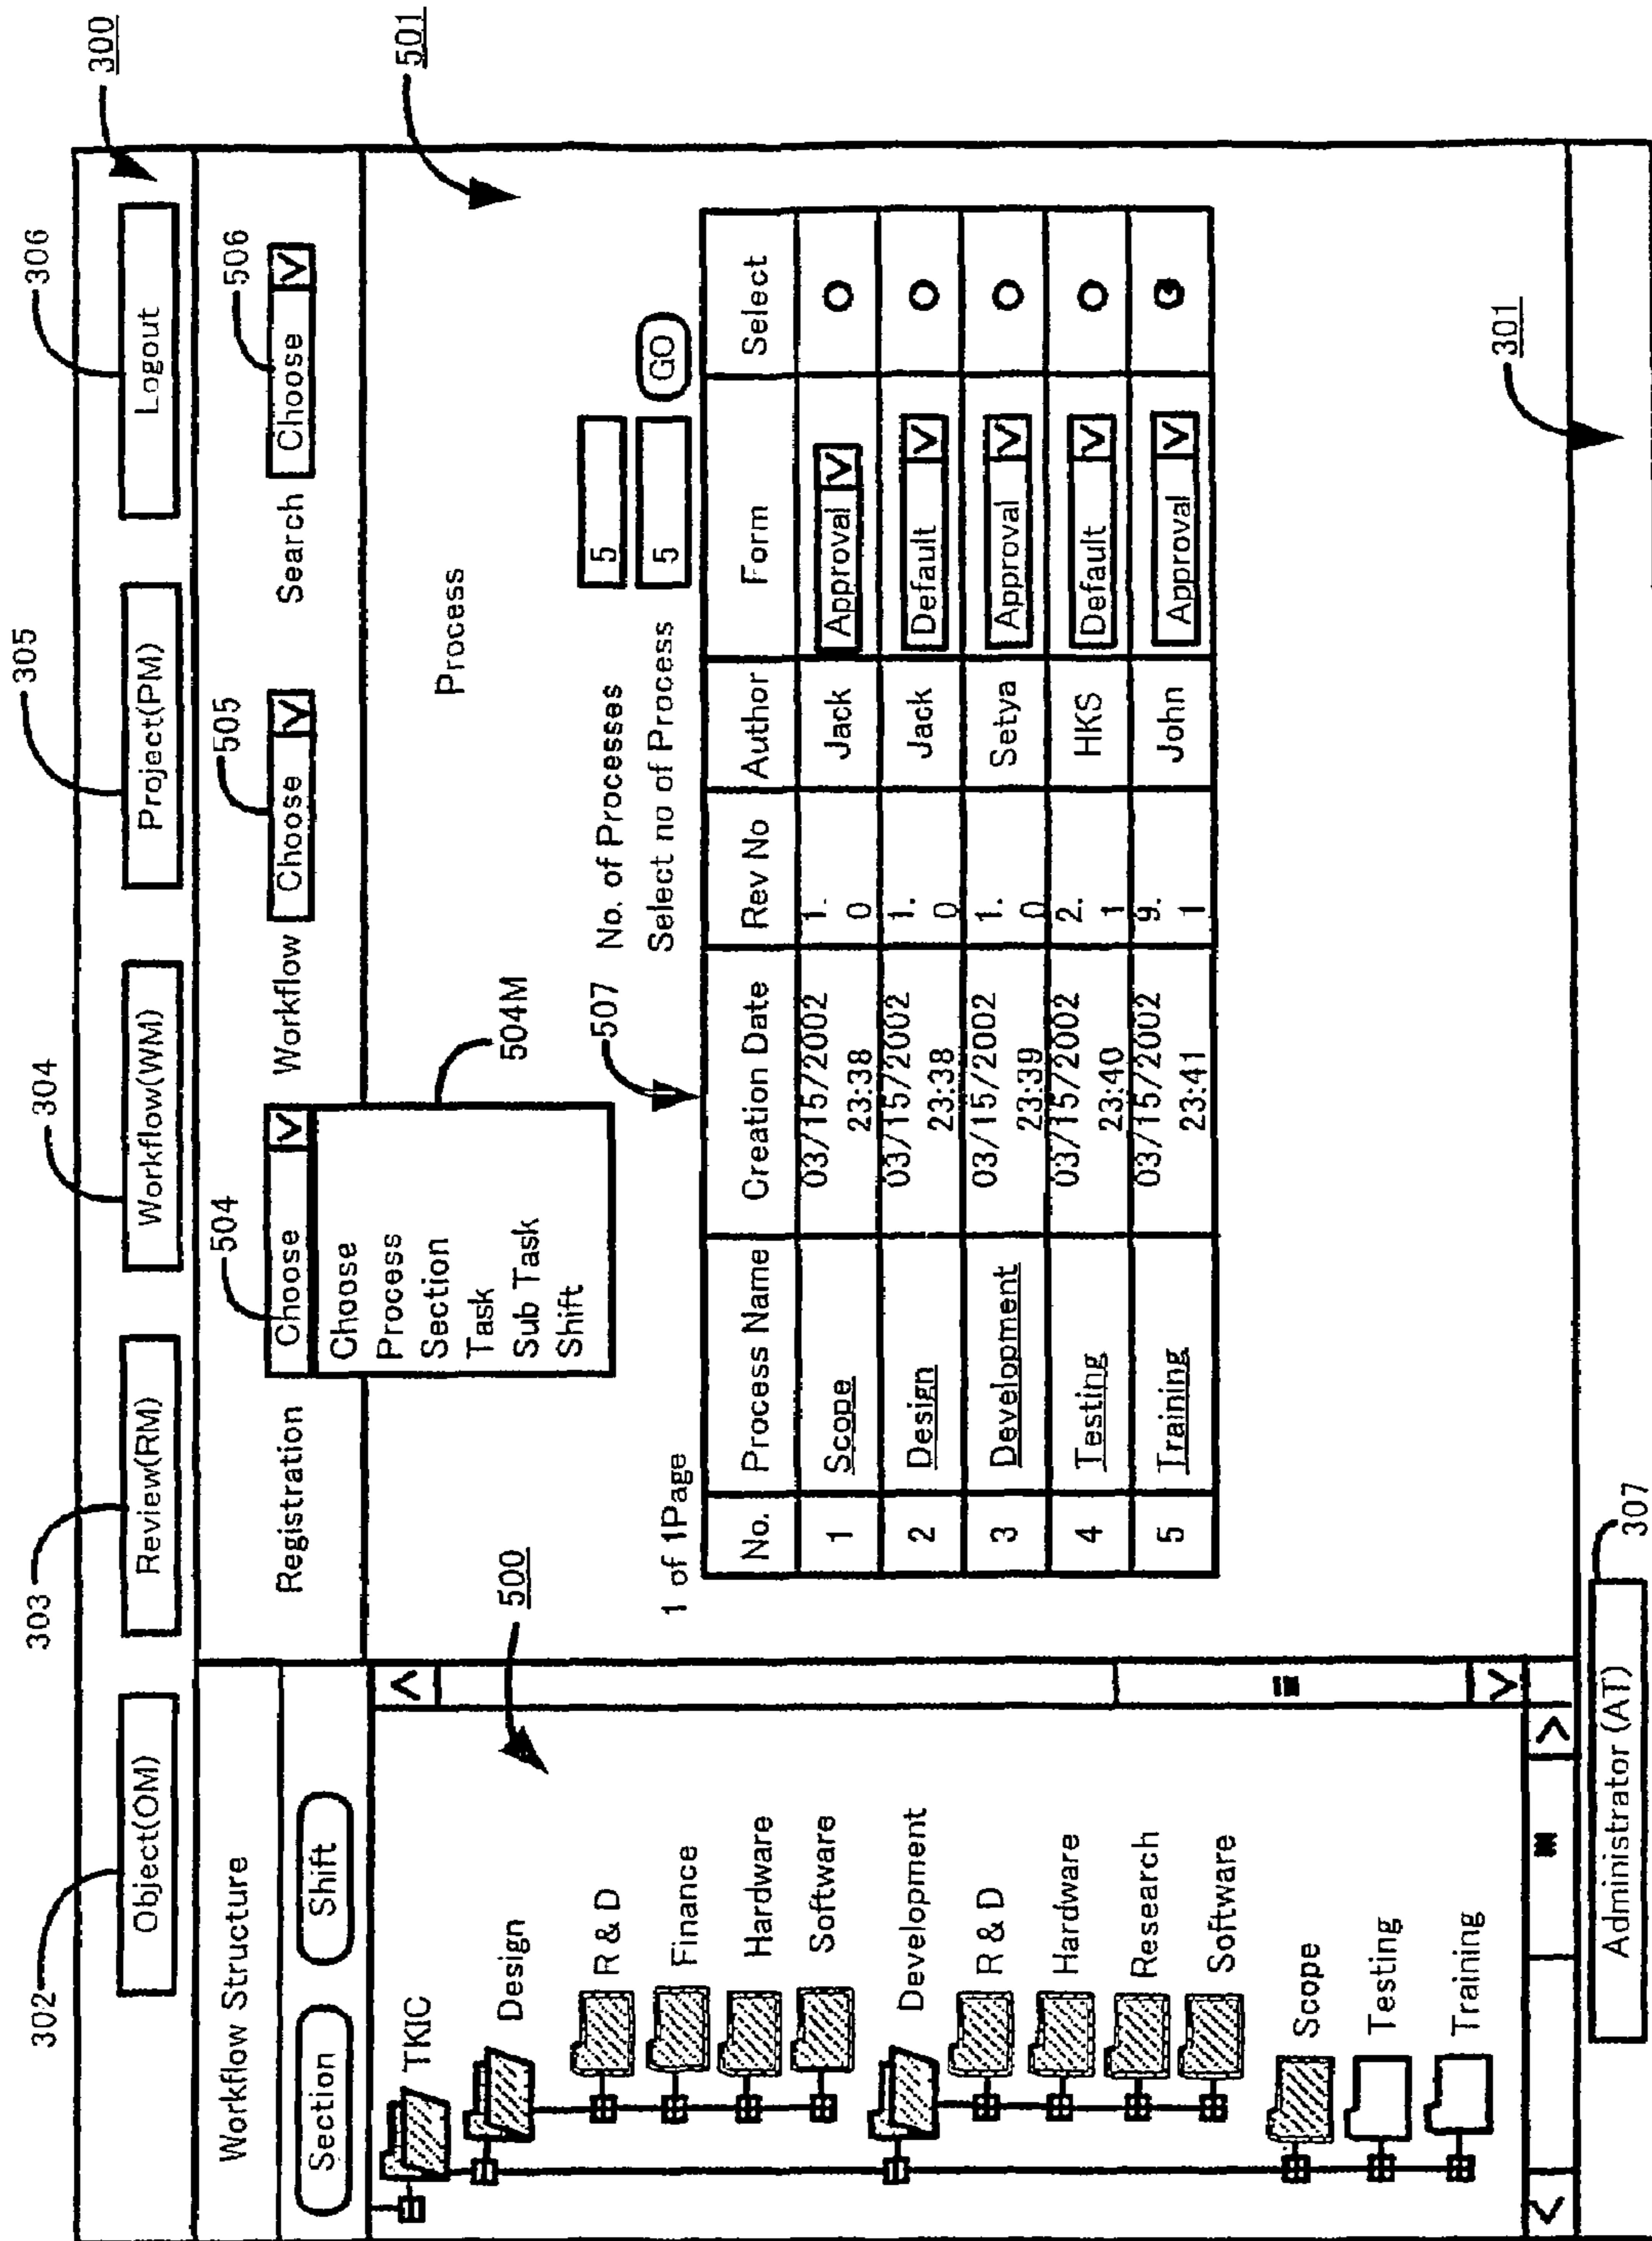 302 303 304 305 306
300
Object(OM) Review(RM) Workflow(WM) Project(PM) Logout
504 505 506
Workflow Structure
Registration Choose V Workflow Choose V Search Choose V
Section Shift
Choose
Process
Section
Task
Sub Task
Shift
504M
501
Process
500
TKIC
Design
R & D
Finance
Hardware
Software
Development
R & D
Hardware
Research
Software
Scope
Testing
Training
507
No. of Processes 5
1 of 1Page Select no of Process 5 GO
No. Process Name Creation Date Rev No Author Form Select
1 Scope 03/15/2002 23:38 1.0 Jack Approval V
2 Design 03/15/2002 23:38 1.0 Jack Default V
3 Development 03/15/2002 23:39 1.0 Setya Approval V
4 Testing 03/15/2002 23:40 2.1 HKS Default V
5 Training 03/15/2002 23:41 9.1 John Approval V
301
Administrator (AT)
307